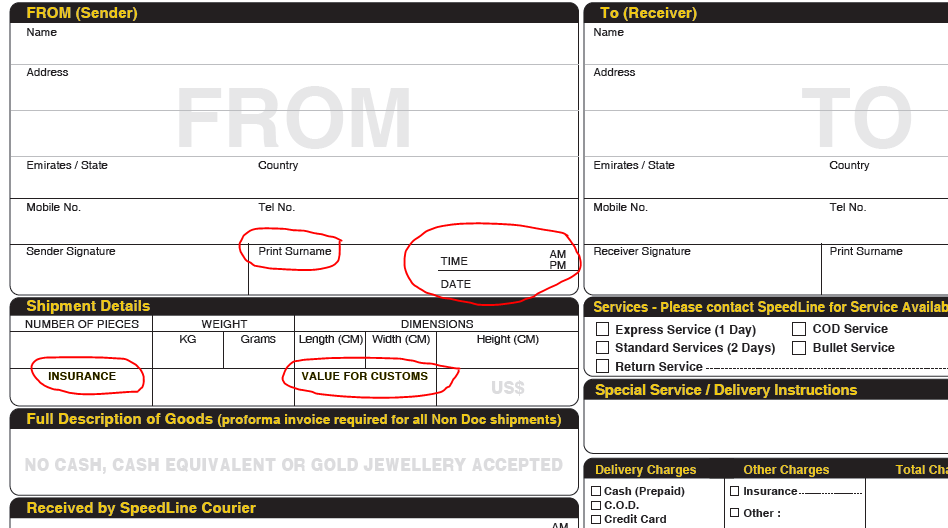 FROM (Sender)
Name
Address
FROM
Emirates / State Country
Mobile No. Tel No.
Sender Signature Print Surname
TIME AM
PM
DATE
To (Receiver)
Name
Address
TO
Emirates / State Country
Mobile No. Tel No.
Receiver Signature Print Surname
Shipment Details
NUMBER OF PIECES WEIGHT DIMENSIONS
KG Grams Length (CM) Width (CM) Height (CM)
INSURANCE VALUE FOR CUSTOMS US$
Services - Please contact SpeedLine for Service Availab
Express Service (1 Day) COD Service
Standard Services (2 Days) Bullet Service
Return Service
Special Service / Delivery Instructions
Full Description of Goods (proforma invoice required for all Non Doc shipments)
NO CASH, CASH EQUIVALENT OR GOLD JEWELLERY ACCEPTED
Delivery Charges Other Charges Total Cha
Cash (Prepaid) Insurance
C.O.D.
Credit Card Other :
Received by SpeedLine Courier
AM